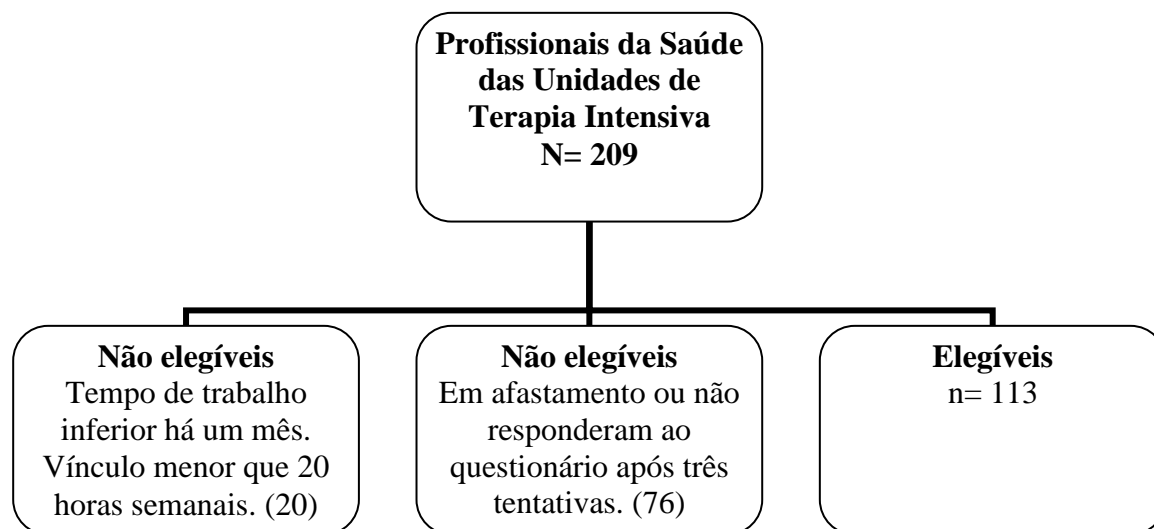 Profissionais da Saúde
das Unidades de
Terapia Intensiva
N= 209
Não elegíveis
Tempo de trabalho
inferior há um mês.
Vínculo menor que 20
horas semanais. (20)
Não elegíveis
Em afastamento ou não
responderam ao
questionário após três
tentativas. (76)
Elegíveis
n= 113